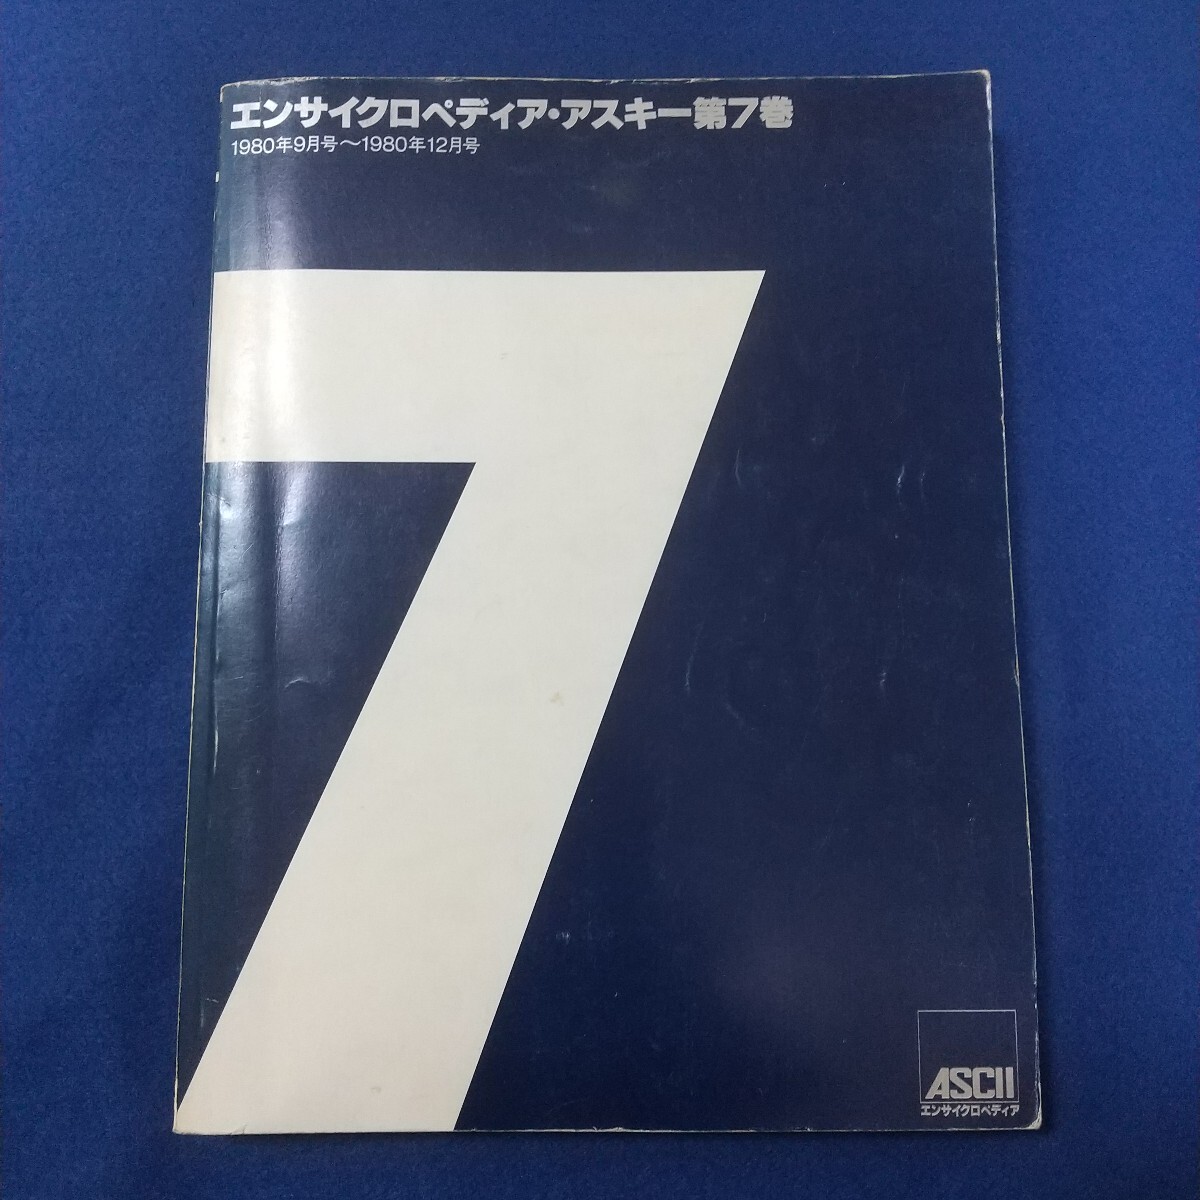 エンサイクロペディア・アスキー第7巻
1980年9月号〜1980年12月号
7
ASCII
エンサイクロペディア